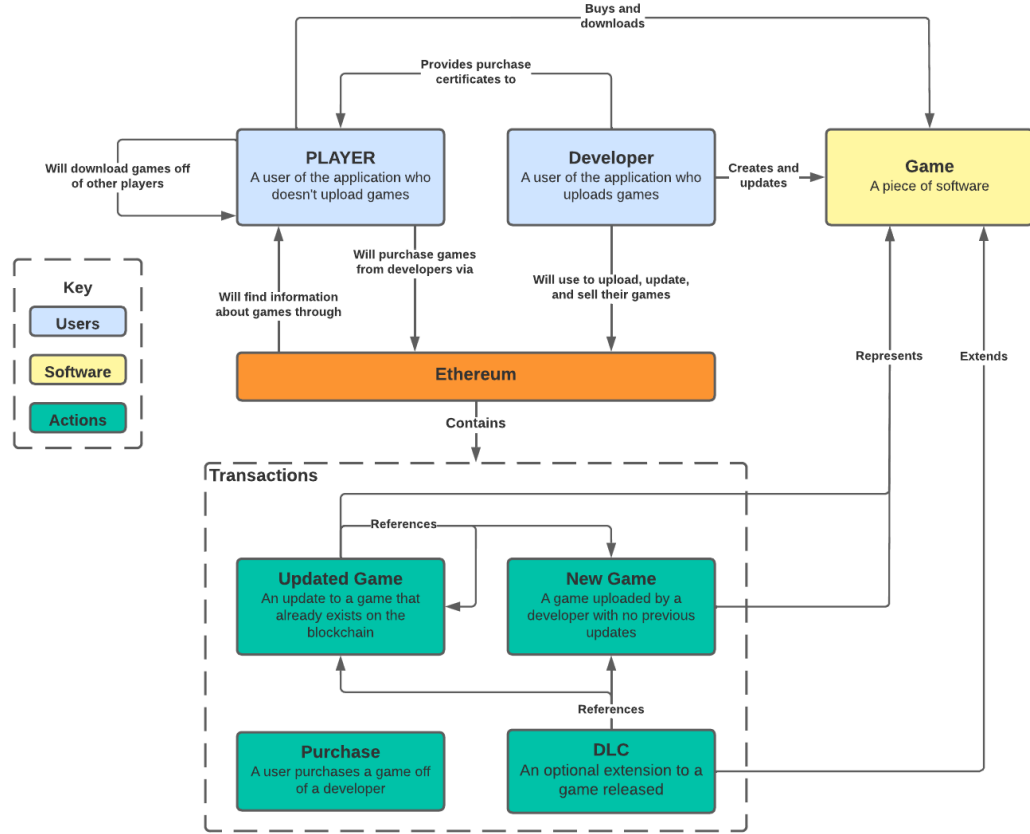 Buys and
downloads
Provides purchase
certificates to
PLAYER
A user of the application who
doesn't upload games
Developer
A user of the application who
uploads games
Game
A piece of software
Will download games off
of other players
Creates and
updates
Will purchase games
from developers via
Will find information
about games through
Will use to upload, update,
and sell their games
Key
Users
Software
Actions
Ethereum
Represents
Extends
Contains
Transactions
References
Updated Game
An update to a game that
already exists on the
blockchain
New Game
A game uploaded by a
developer with no previous
updates
References
Purchase
A user purchases a game off
of a developer
DLC
An optional extension to a
game released